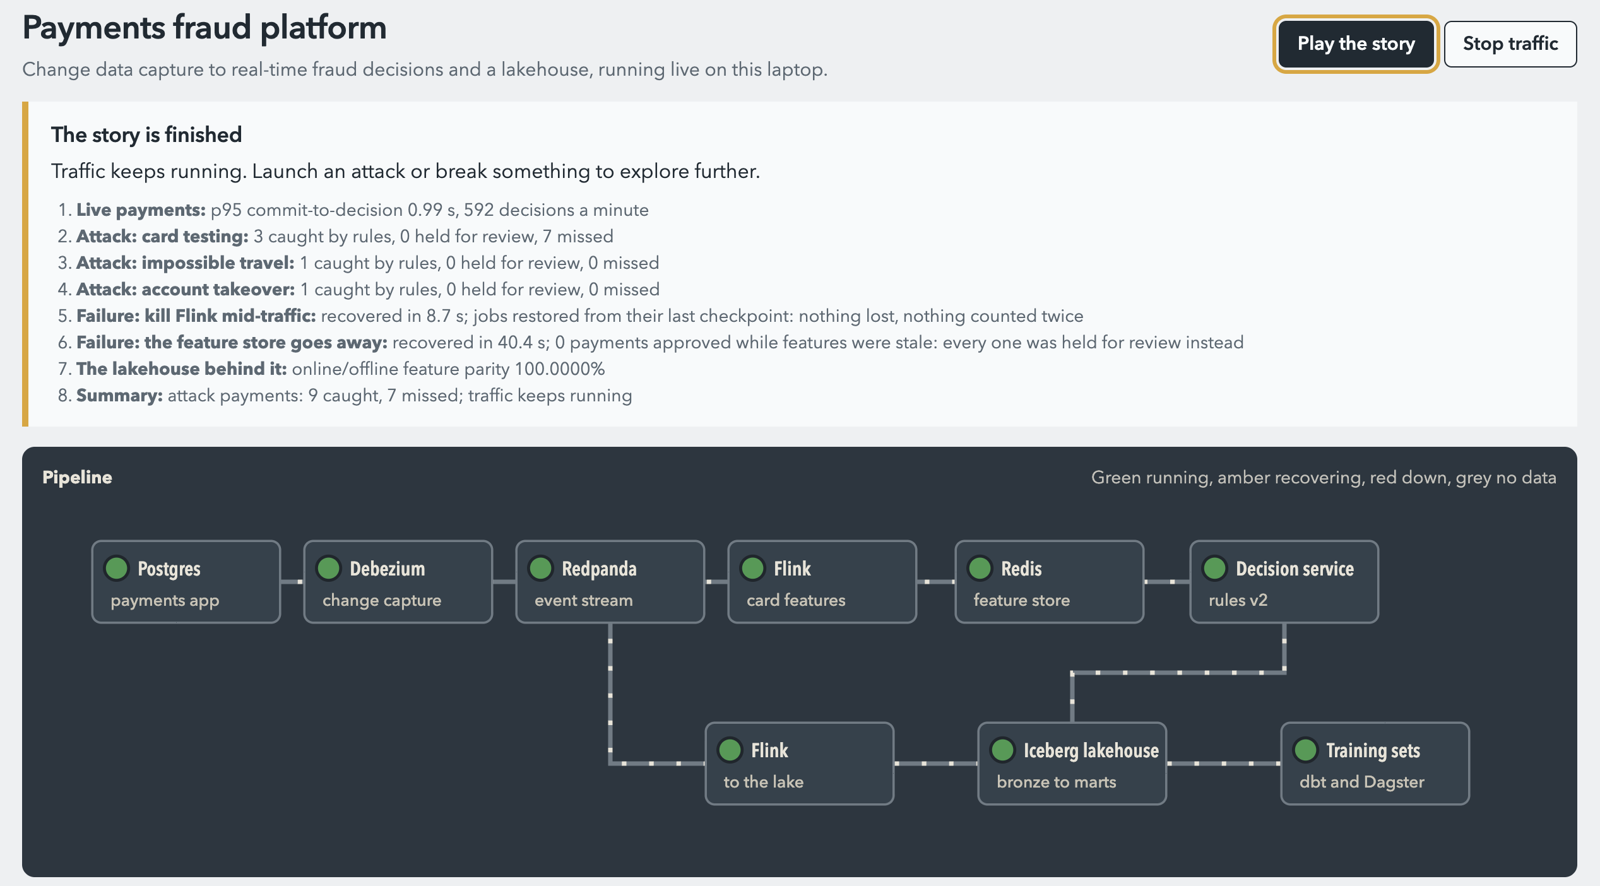 Payments fraud platform
Play the story
Stop traffic
Change data capture to real-time fraud decisions and a lakehouse, running live on this laptop.
The story is finished
Traffic keeps running. Launch an attack or break something to explore further.
1. Live payments: p95 commit-to-decision 0.99 s, 592 decisions a minute
2. Attack: card testing: 3 caught by rules, 0 held for review, 7 missed
3. Attack: impossible travel: 1 caught by rules, 0 held for review, 0 missed
4. Attack: account takeover: 1 caught by rules, 0 held for review, 0 missed
5. Failure: kill Flink mid-traffic: recovered in 8.7 s; jobs restored from their last checkpoint: nothing lost, nothing counted twice
6. Failure: the feature store goes away: recovered in 40.4 s; 0 payments approved while features were stale: every one was held for review instead
7. The lakehouse behind it: online/offline feature parity 100.0000%
8. Summary: attack payments: 9 caught, 7 missed; traffic keeps running
Pipeline
Green running, amber recovering, red down, grey no data
Postgres
payments app
Debezium
change capture
Redpanda
event stream
Flink
card features
Redis
feature store
Decision service
rules v2
Flink
to the lake
Iceberg lakehouse
bronze to marts
Training sets
dbt and Dagster